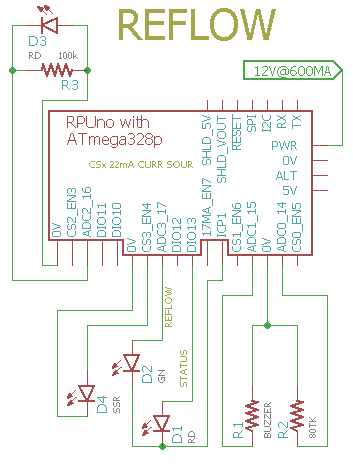 REFLOW
D3
RD
100k
R3
12V@600mA
RPUno with
ATmega328p
CSx 22mA CURR SOUR
SHLD_5V
SHLD_VOUT
RESET
SPI
I2C
RX
TX
PWR
0V
ALT
5V
0V
CS2_EN3
ADC2_16
DIO11
DIO10
0V
CS3_EN4
ADC3_17
DIO12
DIO13
17MA_EN7
ICP1
CS1_EN6
ADC1_15
0V
ADC0_14
CS0_EN5
REFLOW
STATUS
D4
CSRR
D2
GN
D1
RD
R1
BUZZER
R2
80TK